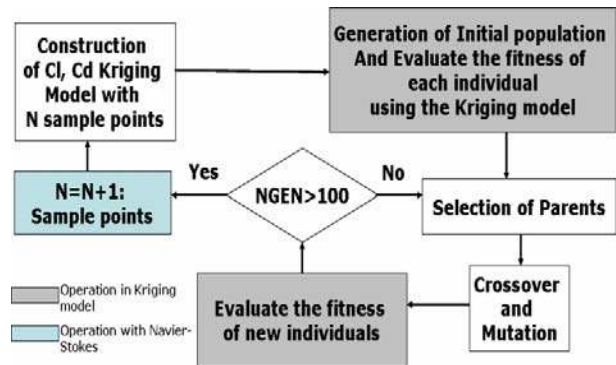 Construction
of Cl, Cd Kriging
Model with
N sample points
Generation of Initial population
And Evaluate the fitness of
each individual
using the Kriging model
Yes
NGEN>100
No
N=N+1:
Sample points
Selection of Parents
Crossover
and
Mutation
Evaluate the fitness
of new individuals
Operation in Kriging
model
Operation with Navier-
Stokes